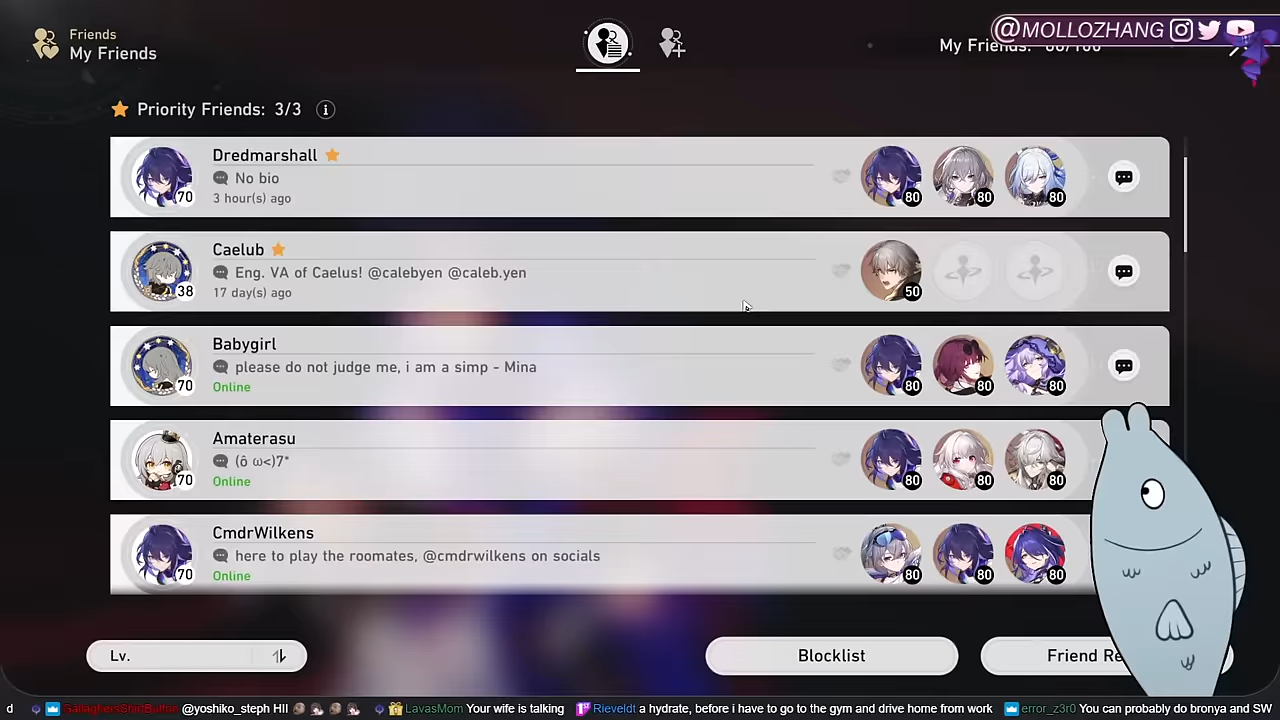 Friends
My Friends
@MOLLOZHANG
My Friends:
Priority Friends: 3/3
Dredmarshall
No bio
3 hour(s) ago
70
80
80
80
Caelub
Eng. VA of Caelus! @calebyen @caleb.yen
17 day(s) ago
38
50
Babygirl
please do not judge me, i am a simp - Mina
Online
70
80
80
80
Amaterasu
(ô ω<)7*
Online
70
80
80
80
CmdrWilkens
here to play the roomates, @cmdrwilkens on socials
Online
70
80
80
80
Lv.
Blocklist
Friend Re
d GallaghersShirtButton @yoshiko_steph HII LavasMom Your wife is talking Rieveldt a hydrate, before i have to go to the gym and drive home from work error_z3r0 You can probably do bronya and SW